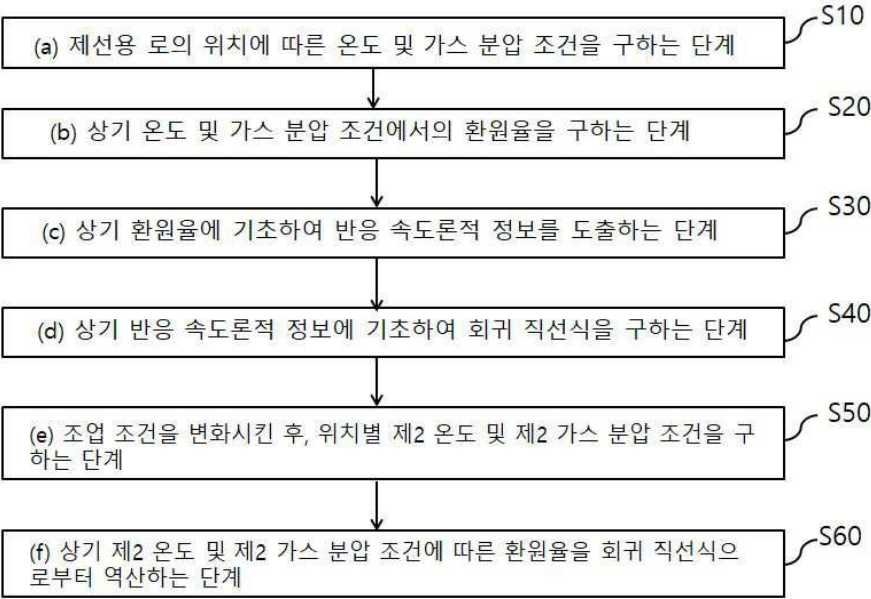 S10
(a) 제선용 로의 위치에 따른 온도 및 가스 분압 조건을 구하는 단계
S20
(b) 상기 온도 및 가스 분압 조건에서의 환원율을 구하는 단계
S30
(c) 상기 환원율에 기초하여 반응 속도론적 정보를 도출하는 단계
S40
(d) 상기 반응 속도론적 정보에 기초하여 회귀 직선식을 구하는 단계
S50
(e) 조업 조건을 변화시킨 후, 위치별 제2 온도 및 제2 가스 분압 조건을 구
하는 단계
S60
(f) 상기 제2 온도 및 제2 가스 분압 조건에 따른 환원율을 회귀 직선식으
로부터 역산하는 단계